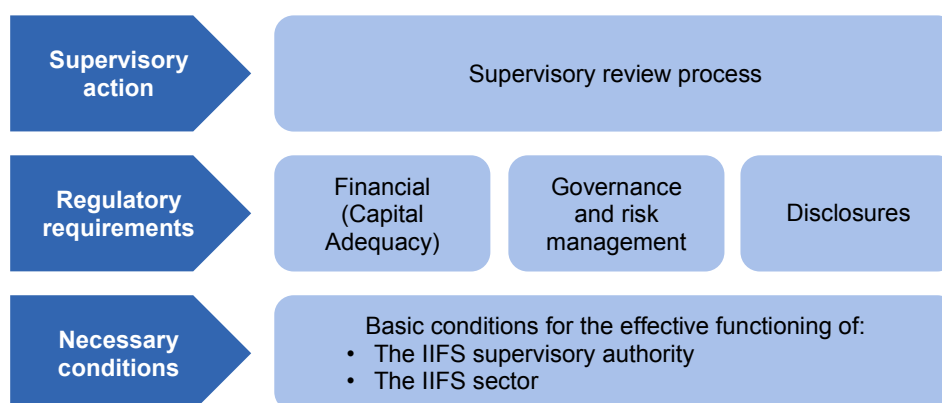 Supervisory
action
Supervisory review process
Regulatory
requirements
Financial
(Capital
Adequacy)
Governance
and risk
management
Disclosures
Necessary
conditions
Basic conditions for the effective functioning of:
• The IIFS supervisory authority
• The IIFS sector